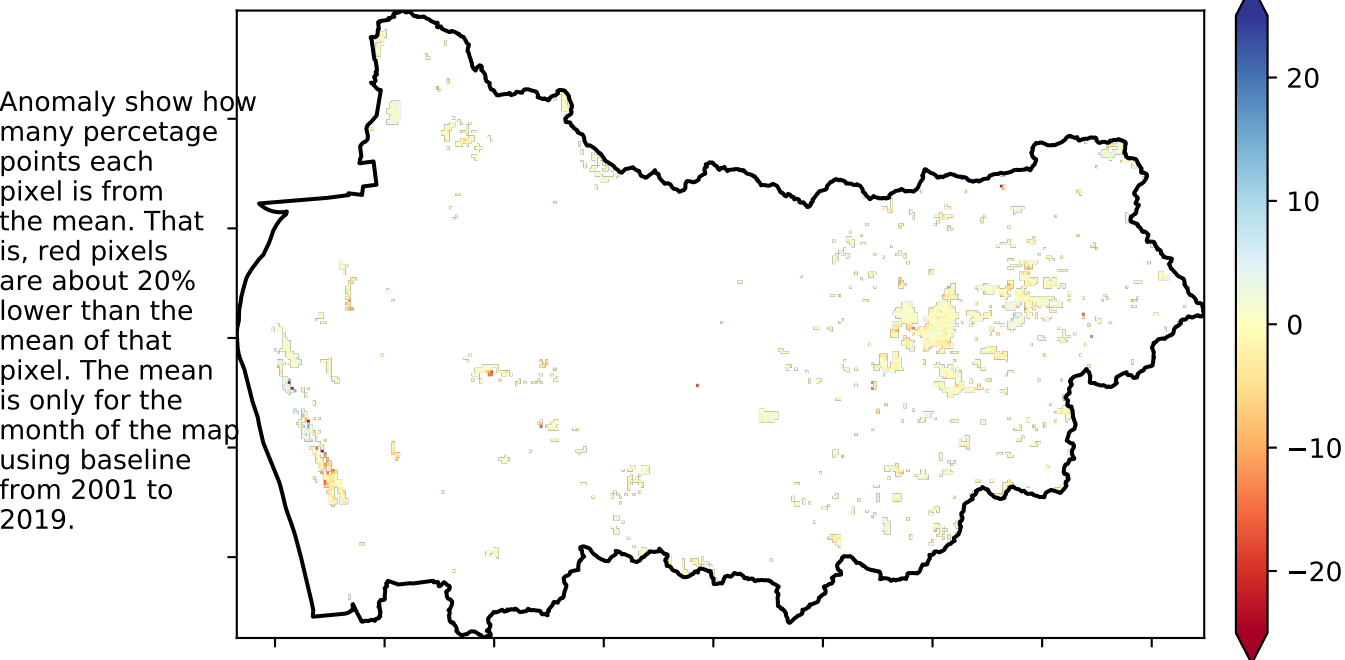 Anomaly show how
many percetage
points each
pixel is from
the mean. That
is, red pixels
are about 20%
lower than the
mean of that
pixel. The mean
is only for the
month of the map
using baseline
from 2001 to
2019.
20
10
0
−10
−20